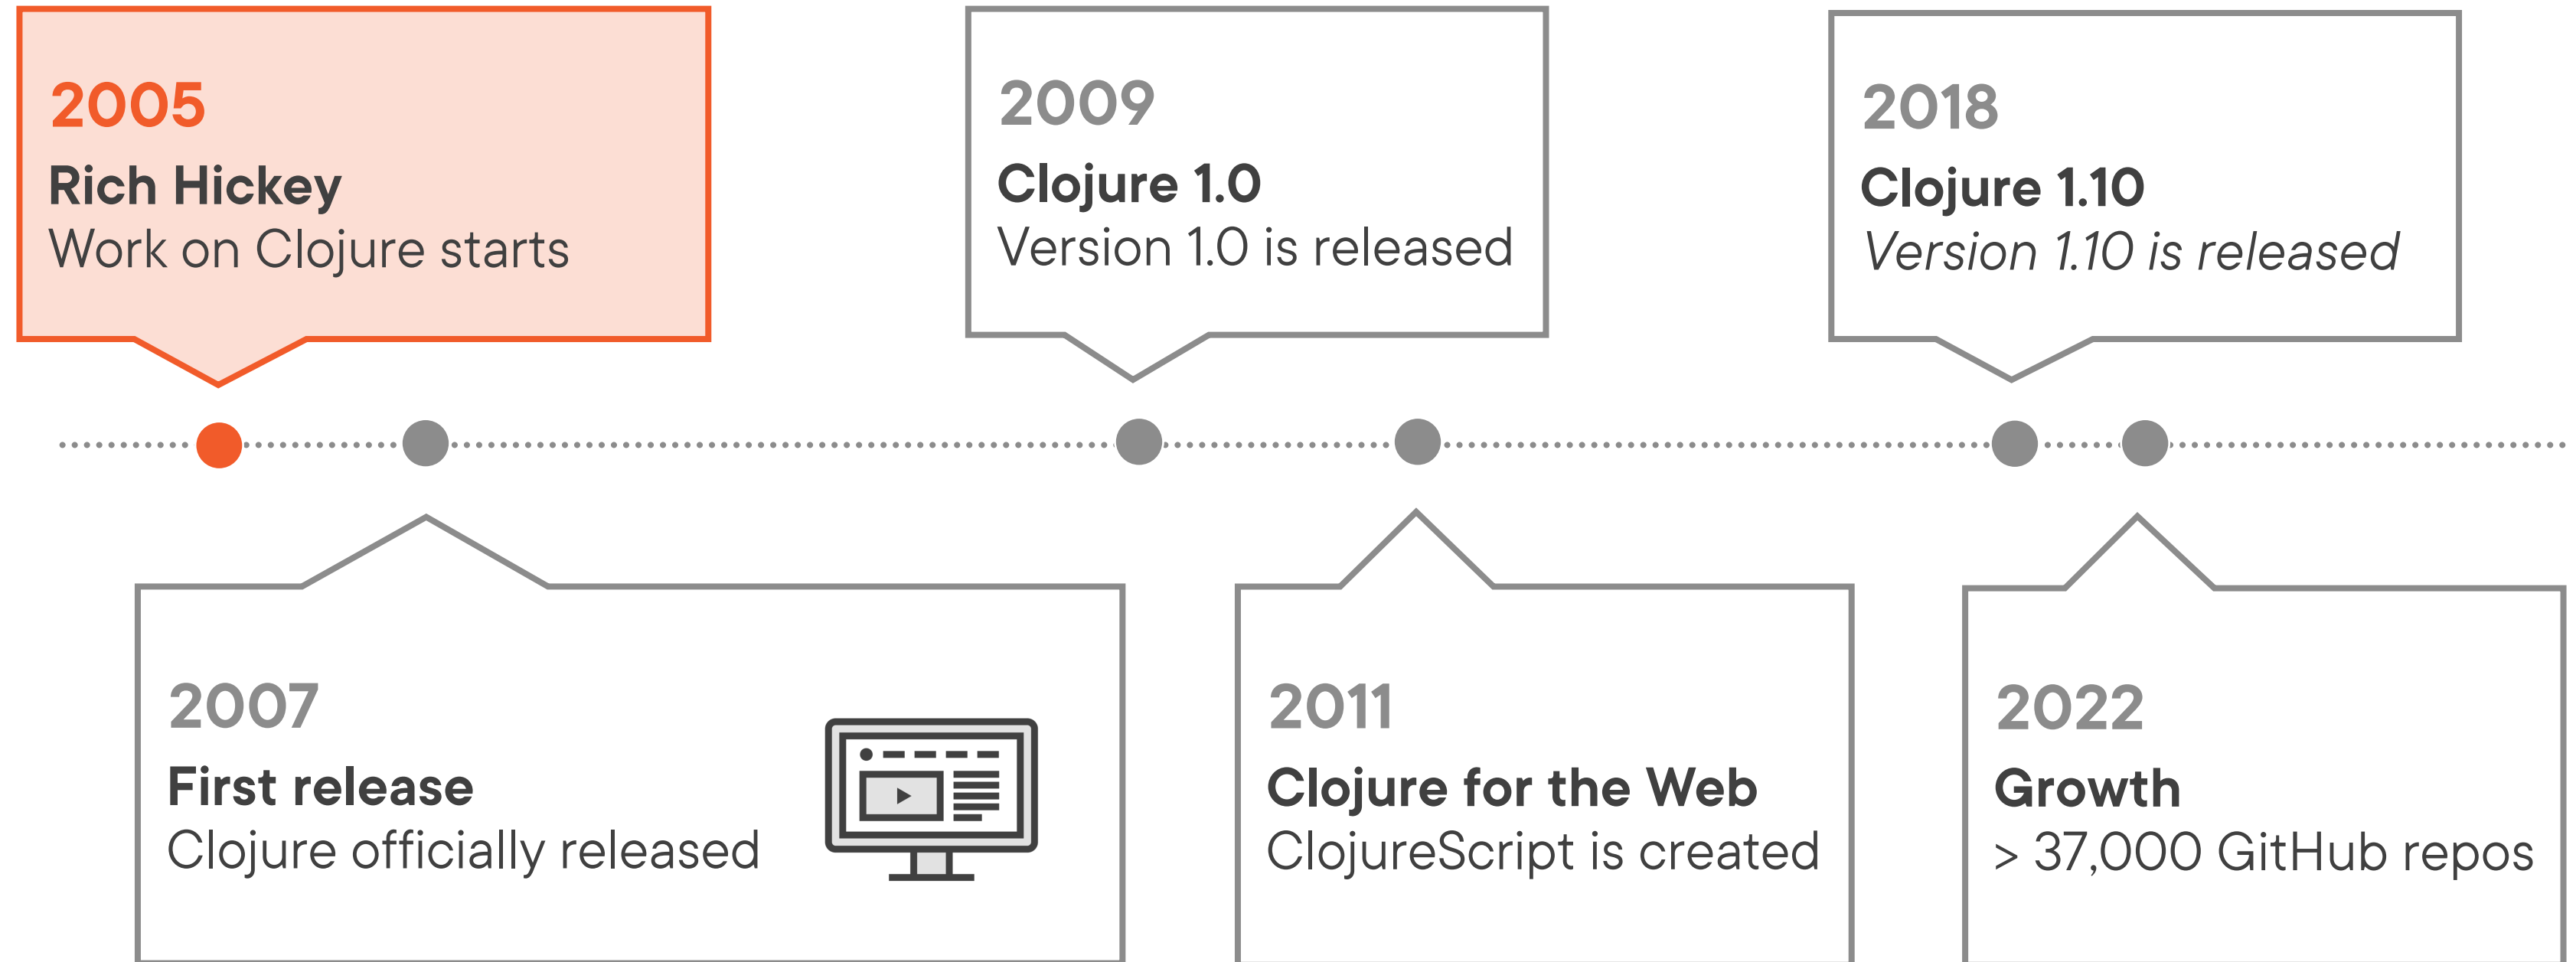 2005
Rich Hickey
Work on Clojure starts
2007
First release
Clojure officially released
2009
Clojure 1.0
Version 1.0 is released
2011
Clojure for the Web
ClojureScript is created
2018
Clojure 1.10
Version 1.10 is released
2022
Growth
> 37,000 GitHub repos